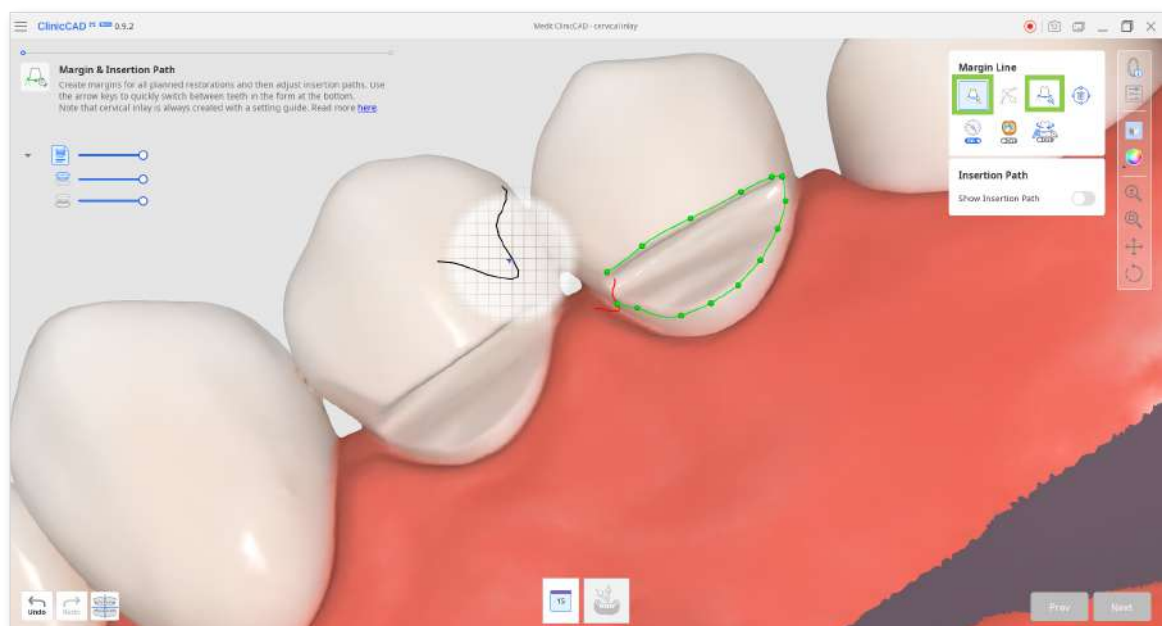 ClinicCAD 0.9.2
Medit ClinicCAD - cervical inlay
Margin & Insertion Path
Create margins for all planned restorations and then adjust insertion paths. Use
the arrow keys to quickly switch between teeth in the form at the bottom.
Note that cervical inlay is always created with a setting guide. Read more here
Margin Line
Insertion Path
Show Insertion Path
Undo
Redo
15
Prev
Next